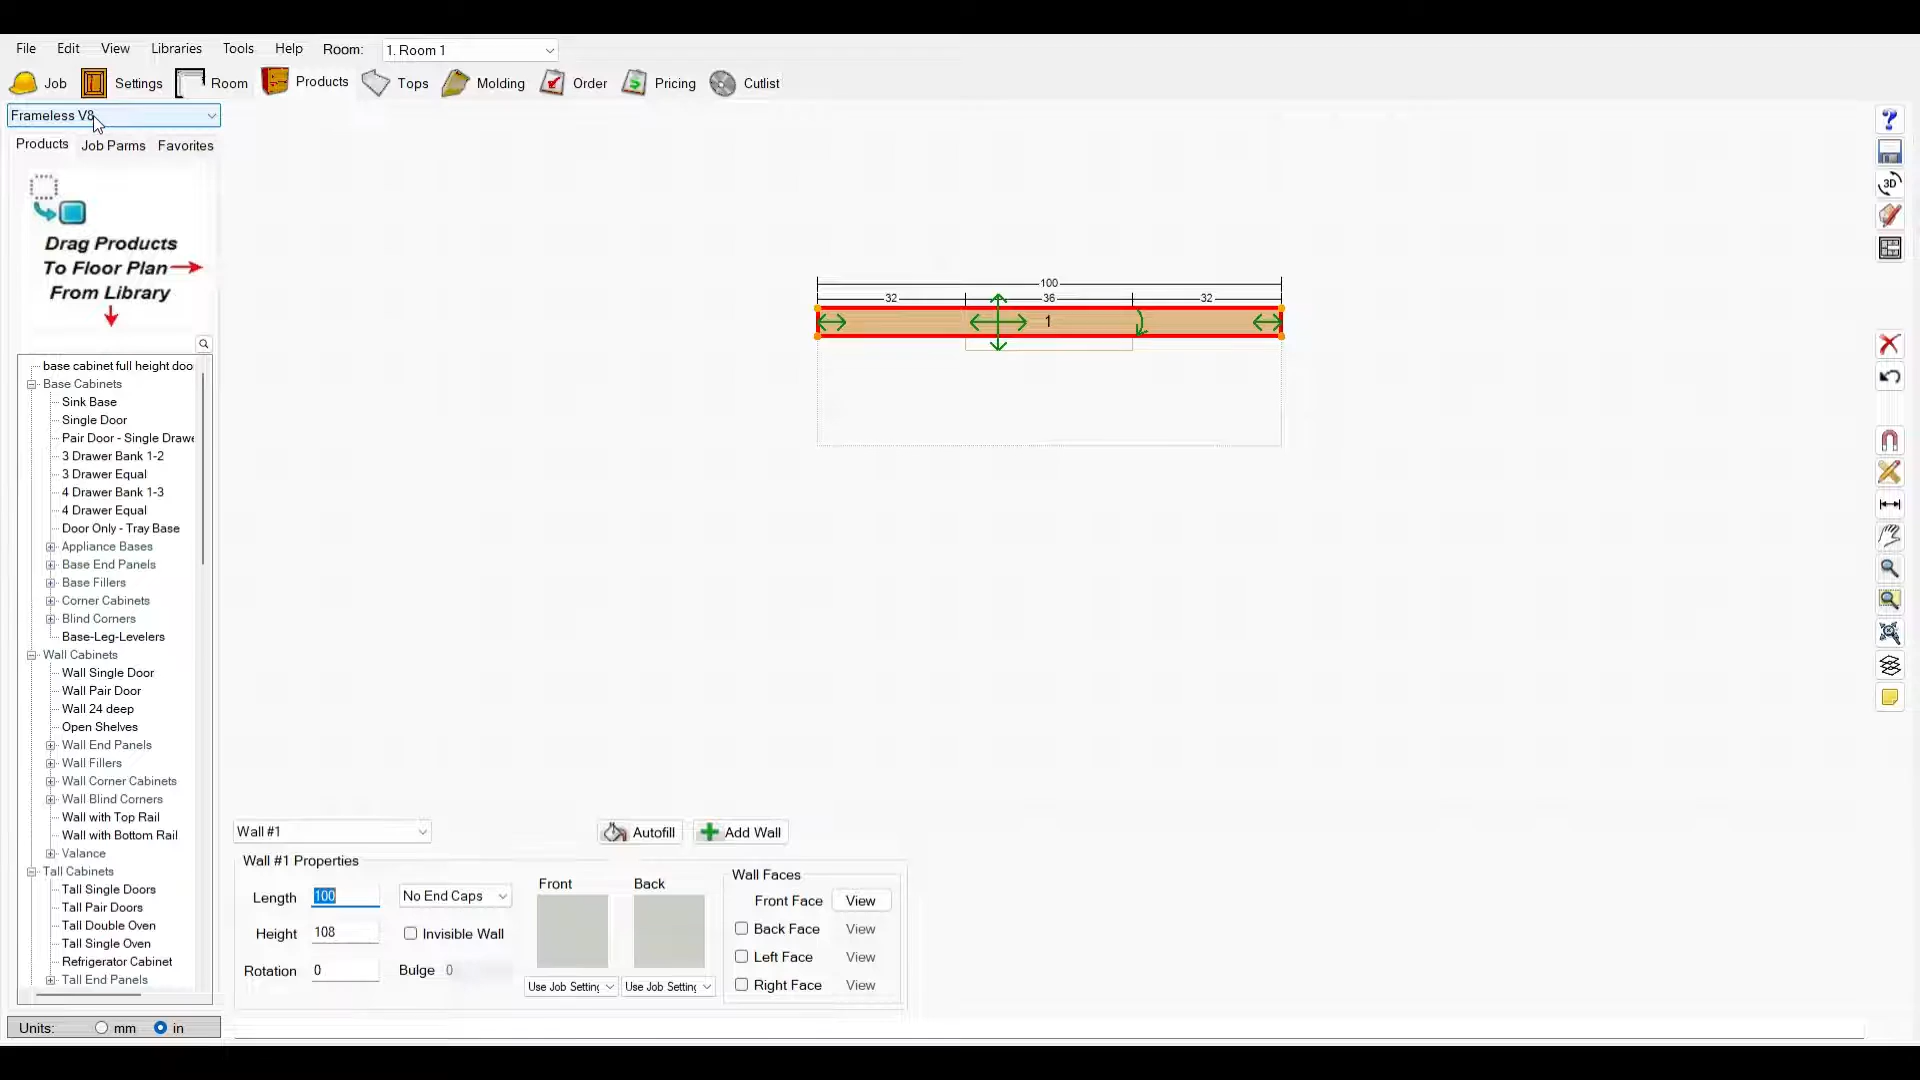 File Edit View Libraries Tools Help Room: 1. Room 1
Job Settings Room Products Tops Molding Order Pricing Cutlist
Frameless V8
Products Job Parms Favorites
Drag Products
To Floor Plan
From Library
base cabinet full height doo
Base Cabinets
Sink Base
Single Door
Pair Door - Single Drawe
3 Drawer Bank 1-2
3 Drawer Equal
4 Drawer Bank 1-3
4 Drawer Equal
Door Only - Tray Base
Appliance Bases
Base End Panels
Base Fillers
Corner Cabinets
Blind Corners
Base-Leg-Levelers
Wall Cabinets
Wall Single Door
Wall Pair Door
Wall 24 deep
Open Shelves
Wall End Panels
Wall Fillers
Wall Corner Cabinets
Wall Blind Corners
Wall with Top Rail
Wall with Bottom Rail
Valance
Tall Cabinets
Tall Single Doors
Tall Pair Doors
Tall Double Oven
Tall Single Oven
Refrigerator Cabinet
Tall End Panels
Units: mm in
100
32 36 32
1
Wall #1 Autofill Add Wall
Wall #1 Properties
Length 100 No End Caps
Height 108 Invisible Wall
Rotation 0 Bulge 0
Front Back
Use Job Setting Use Job Setting
Wall Faces
Front Face View
Back Face View
Left Face View
Right Face View
?
3D